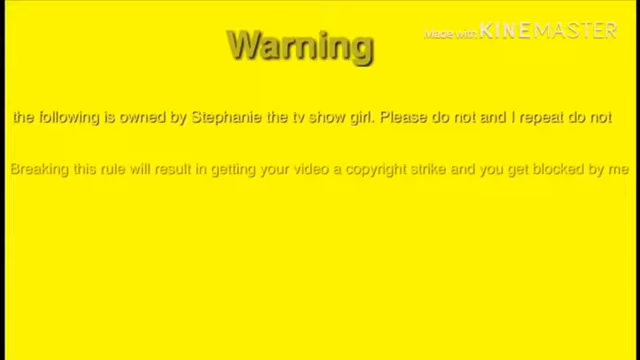 Warning
Made with KINEMASTER
the following is owned by Stephanie the tv show girl. Please do not and I repeat do not
Breaking this rule will result in getting your video a copyright strike and you get blocked by me